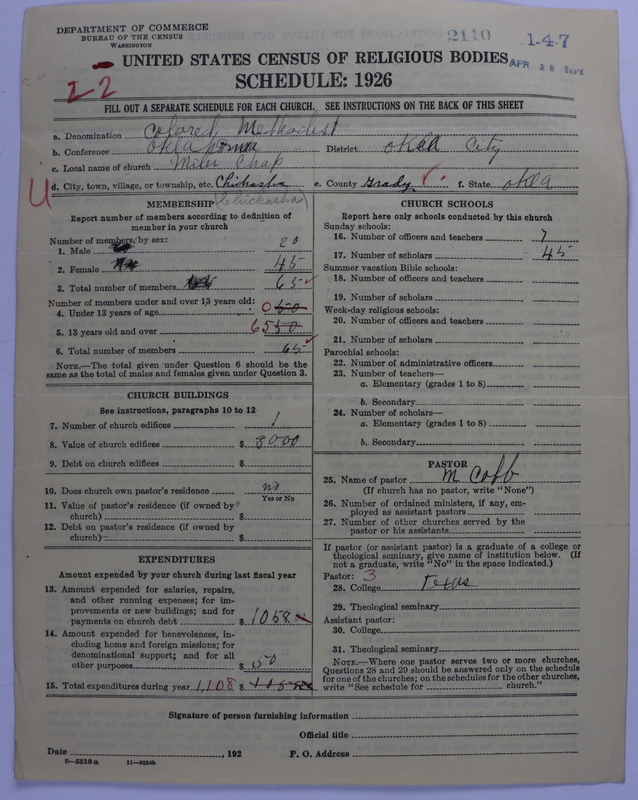 DEPARTMENT OF COMMERCE
BUREAU OF THE CENSUS
WASHINGTON
2110
1-4-7
APR 26 Rec'd
UNITED STATES CENSUS OF RELIGIOUS BODIES
SCHEDULE: 1926
22
FILL OUT A SEPARATE SCHEDULE FOR EACH CHURCH. SEE INSTRUCTIONS ON THE BACK OF THIS SHEET
a. Denomination Colored Methodist
b. Conference Oklahoma District Okla City
c. Local name of church Miles Chap
U
d. City, town, village, or township, etc. Chickasha e. County Grady f. State Okla
(Chickasha)
MEMBERSHIP
Report number of members according to definition of member in your church
Number of members, by sex:
1. Male 20
2. Female 45
3. Total number of members 65
Number of members under and over 13 years old:
4. Under 13 years of age 0
5. 13 years old and over 65
6. Total number of members 65
NOTE.—The total given under Question 6 should be
same as the total of males and females given under Question 3.
CHURCH BUILDINGS
See instructions, paragraphs 10 to 12
7. Number of church edifices 1
8. Value of church edifices $ 3000
9. Debt on church edifices $
10. Does church own pastor's residence no
Yes or No
11. Value of pastor's residence (if owned by
church) $
12. Debt on pastor's residence (if owned by
church) $
EXPENDITURES
Amount expended by your church during last fiscal year
13. Amount expended for salaries, repairs,
and other running expenses; for im-
provements or new buildings; and for
payments on church debt $ 1058
14. Amount expended for benevolences, in-
cluding home and foreign missions; for
denominational support; and for all
other purposes $ 50
15. Total expenditures during year 1,108 $
CHURCH SCHOOLS
Report here only schools conducted by this church
Sunday schools:
16. Number of officers and teachers 7
17. Number of scholars 45
Summer vacation Bible schools:
18. Number of officers and teachers
19. Number of scholars
Week-day religious schools:
20. Number of officers and teachers
21. Number of scholars
Parochial schools:
22. Number of administrative officers
23. Number of teachers—
a. Elementary (grades 1 to 8)
b. Secondary
24. Number of scholars—
a. Elementary (grades 1 to 8)
b. Secondary
PASTOR
25. Name of pastor M Cobb
(If church has no pastor, write "None")
26. Number of ordained ministers, if any, em-
ployed as assistant pastors
27. Number of other churches served by the
pastor or his assistants
If pastor (or assistant pastor) is a graduate of a college or
theological seminary, give name of institution below. (If
not a graduate, write "No" in the space indicated.)
Pastor: 3
28. College Texas
29. Theological seminary
Assistant pastor:
30. College
31. Theological seminary
NOTE.—Where one pastor serves two or more churches,
Questions 28 and 29 should be answered only on the schedule
for one of the churches; on the schedules for the other churches,
write "See schedule for church."
Signature of person furnishing information
Official title
Date , 192 P. O. Address
8—5518a 11—9024b